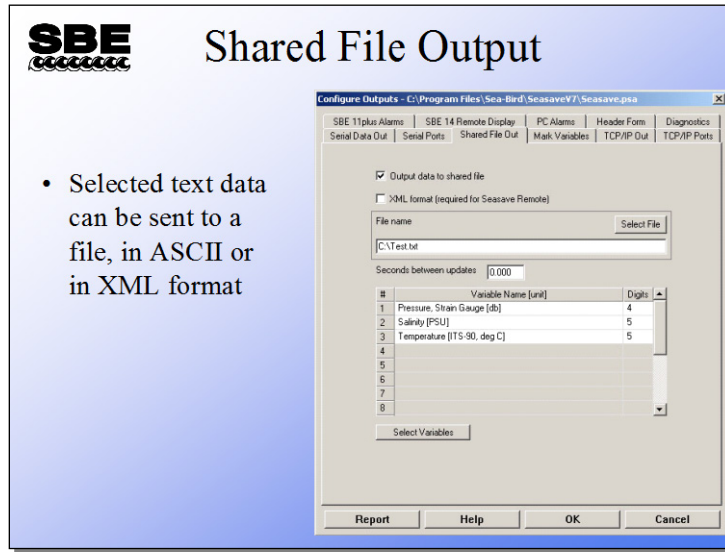 SBE
Shared File Output
• Selected text data
can be sent to a
file, in ASCII or
in XML format
Configure Outputs - C:\Program Files\Sea-Bird\SeasaveV7\Seasave.psa
SBE 11plus Alarms SBE 14 Remote Display PC Alarms Header Form Diagnostics
Serial Data Out Serial Ports Shared File Out Mark Variables TCP/IP Out TCP/IP Ports
Output data to shared file
XML format (required for Seasave Remote)
File name
Select File
C:\Test.txt
Seconds between updates 0.000
# Variable Name [unit] Digits
1 Pressure, Strain Gauge [db] 4
2 Salinity [PSU] 5
3 Temperature [ITS-90, deg C] 5
4
5
6
7
8
Select Variables
Report Help OK Cancel